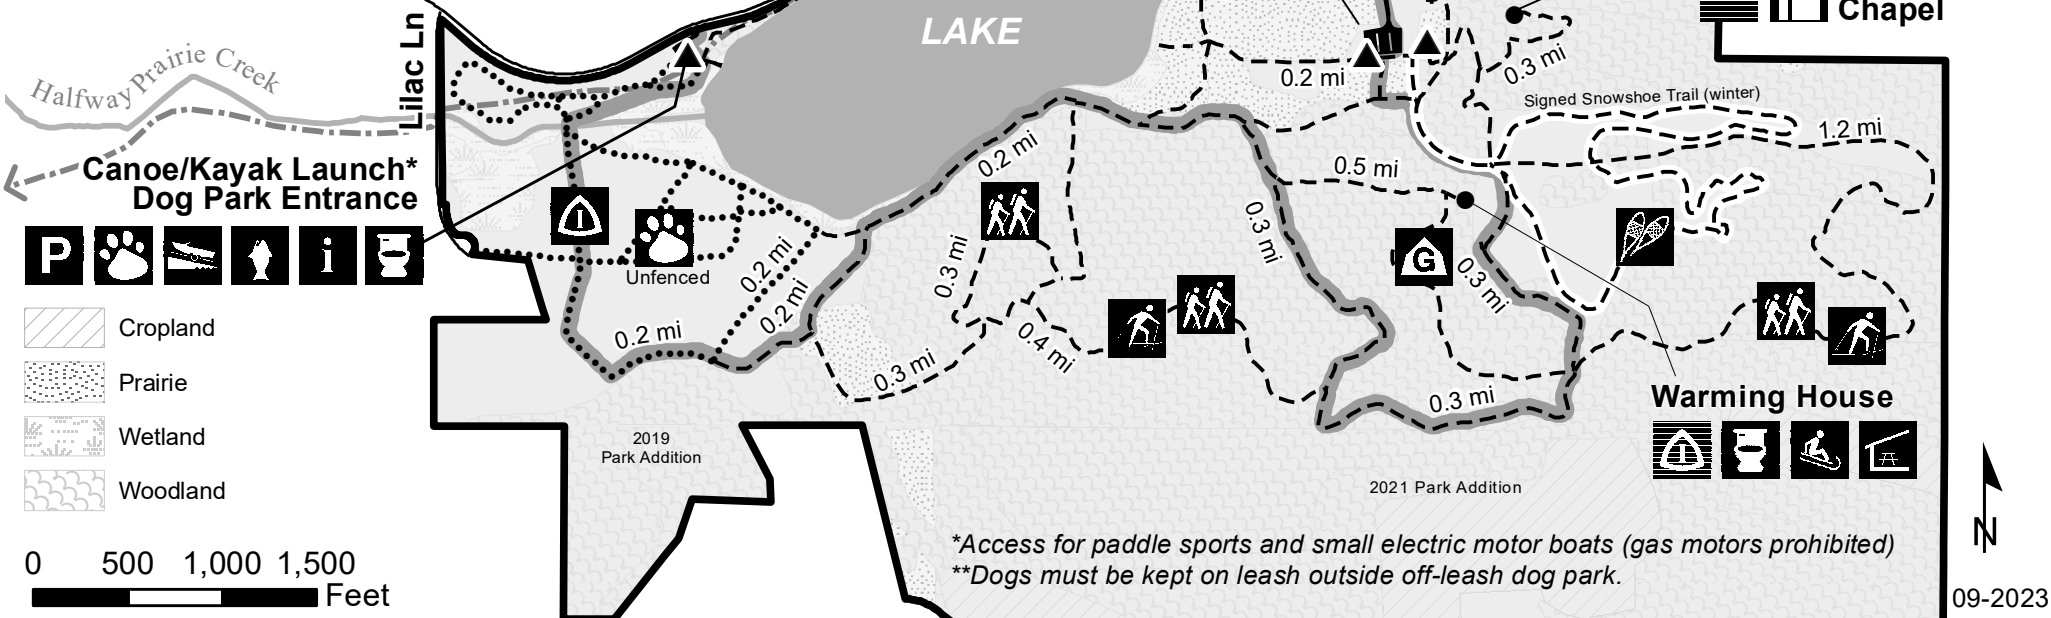 LAKE
Chapel
Lilac Ln
Halfway Prairie Creek
0.2 mi
0.3 mi
Signed Snowshoe Trail (winter)
1.2 mi
Canoe/Kayak Launch*
Dog Park Entrance
P
i
I
Unfenced
0.2 mi
0.2 mi
0.2 mi
0.2 mi
0.3 mi
0.3 mi
0.4 mi
0.3 mi
0.5 mi
G
0.3 mi
0.3 mi
Warming House
I
Cropland
Prairie
Wetland
Woodland
2019
Park Addition
2021 Park Addition
0 500 1,000 1,500
Feet
*Access for paddle sports and small electric motor boats (gas motors prohibited)
**Dogs must be kept on leash outside off-leash dog park.
N
09-2023